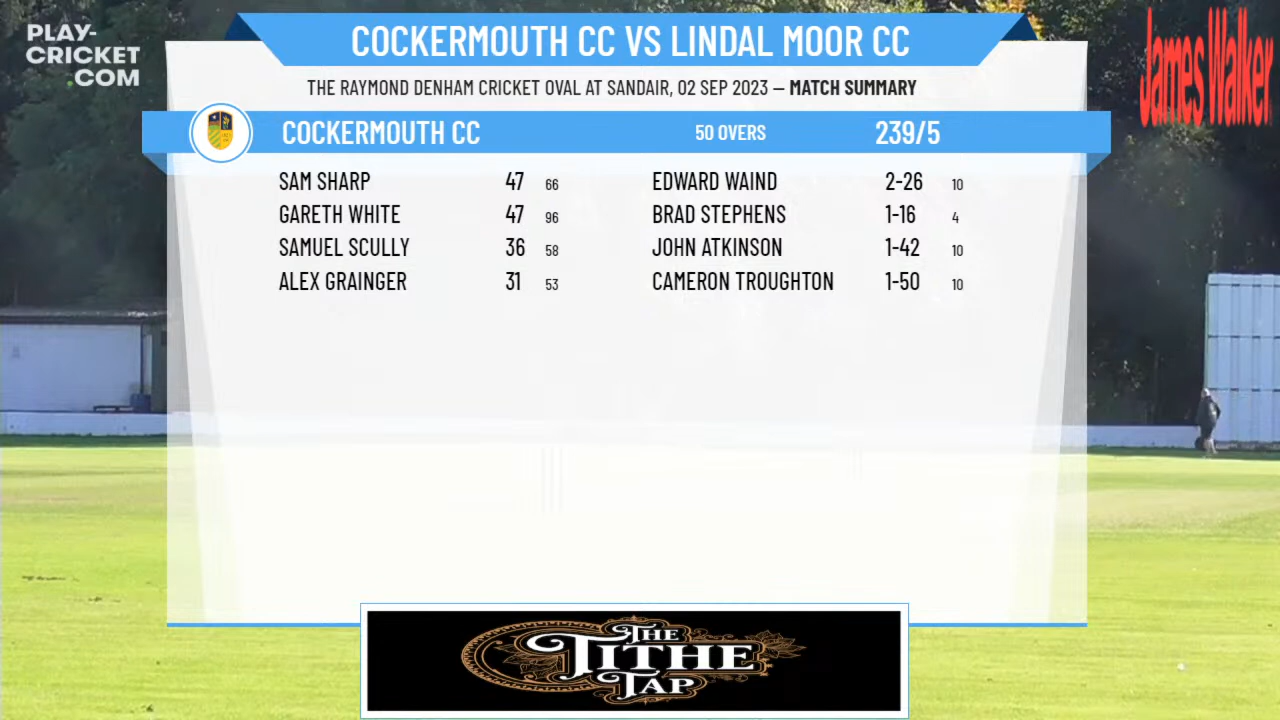 PLAY-
CRICKET
.COM
COCKERMOUTH CC VS LINDAL MOOR CC
James Walker
THE RAYMOND DENHAM CRICKET OVAL AT SANDAIR, 02 SEP 2023 – MATCH SUMMARY
COCKERMOUTH CC 50 OVERS 239/5
SAM SHARP 47 66 EDWARD WAIND 2-26 10
GARETH WHITE 47 96 BRAD STEPHENS 1-16 4
SAMUEL SCULLY 36 58 JOHN ATKINSON 1-42 10
ALEX GRAINGER 31 53 CAMERON TROUGHTON 1-50 10
THE
TITHE
TAP